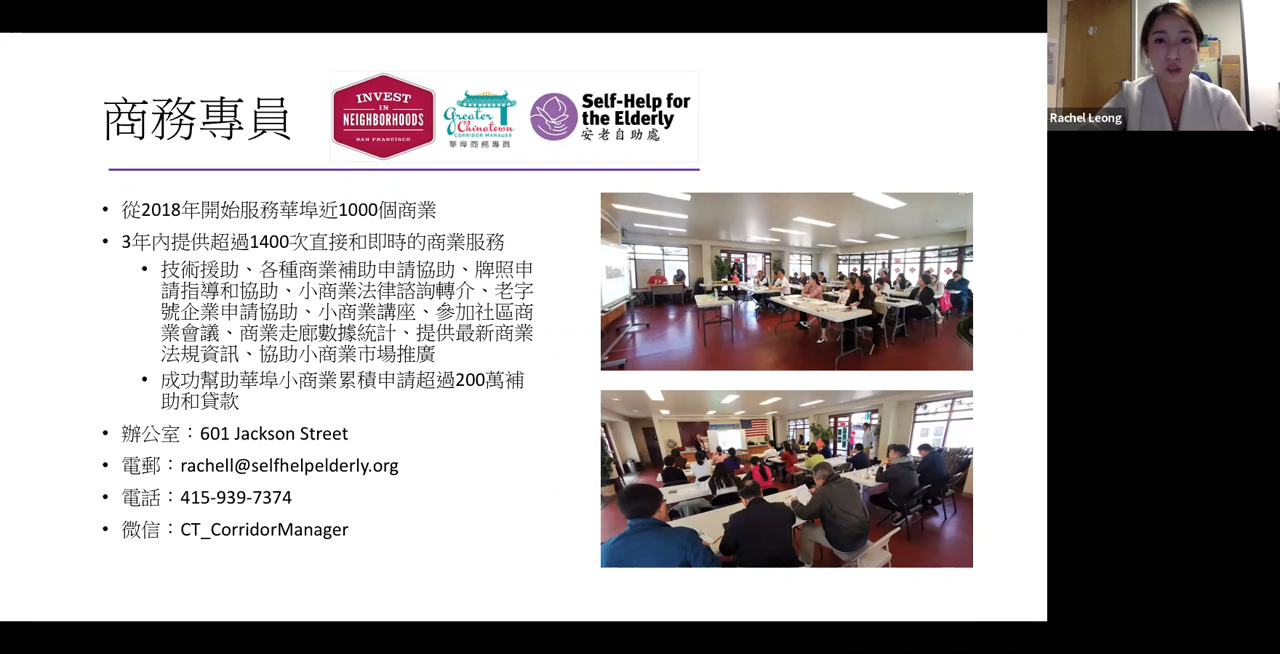 商務專員
INVEST
IN
NEIGHBORHOODS
SAN FRANCISCO
Greater
Chinatown
CORRIDOR MANAGER
華埠商務專員
Self-Help for
the Elderly
安老自助處
Rachel Leong
• 從2018年開始服務華埠近1000個商業
• 3年內提供超過1400次直接和即時的商業服務
• 技術援助、各種商業補助申請協助、牌照申
請指導和協助、小商業法律諮詢轉介、老字
號企業申請協助、小商業講座、參加社區商
業會議、商業走廊數據統計、提供最新商業
法規資訊、協助小商業市場推廣
• 成功幫助華埠小商業累積申請超過200萬補
助和貸款
• 辦公室：601 Jackson Street
• 電郵：rachell@selfhelpelderly.org
• 電話：415-939-7374
• 微信：CT_CorridorManager